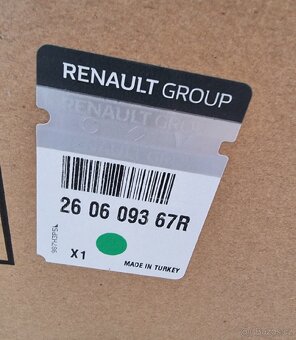 RENAULT GROUP
26 06 093 67R
X1
MADE IN TURKEY